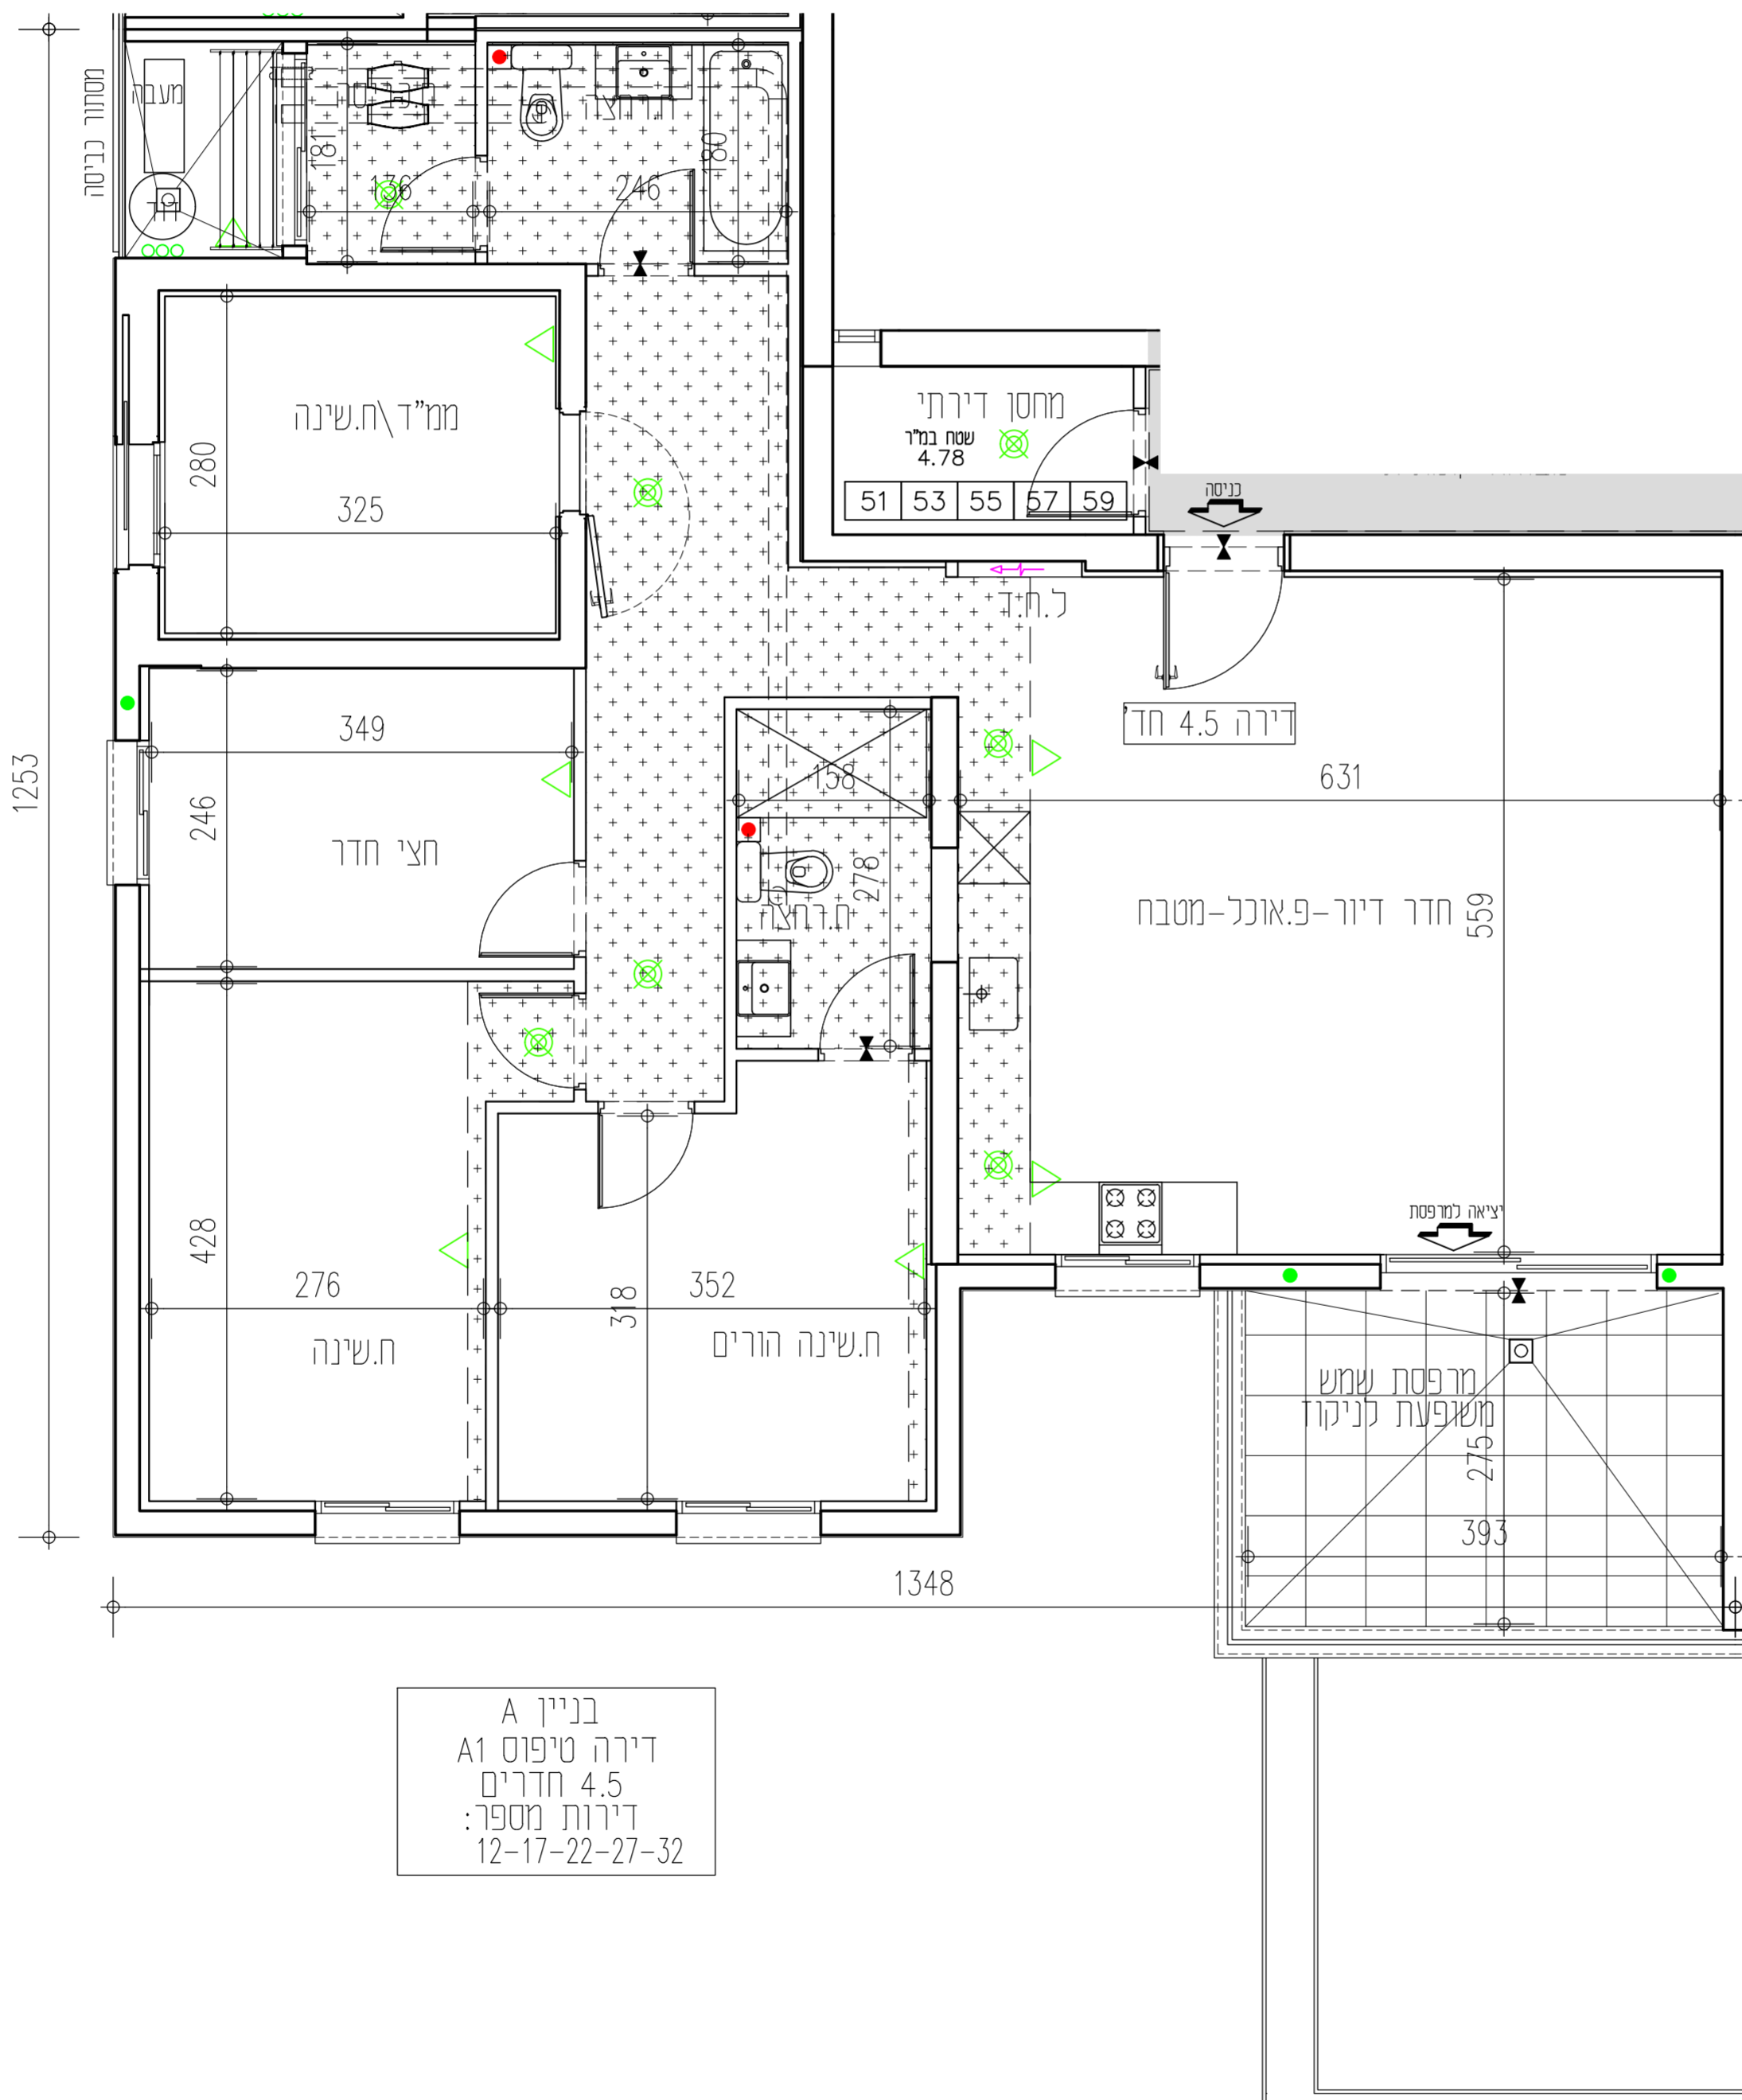 מסתור כביסה
מעבה
181
136
246
180
ממ"ד\ח.שינה
280
325
מחסן דירתי
שטח במ"ר
4.78
51 53 55 57 59
כניסה
ל.ח.ד
דירה 4.5 חד'
1253
349
246
חצי חדר
158
278
ח.רחצה
631
חדר דיור-פ.אוכל-מטבח
559
428
276
ח.שינה
318
352
ח.שינה הורים
יציאה למרפסת
מרפסת שמש
משופעת לניקוז
275
393
1348
בניין A
דירה טיפוס A1
4.5 חדרים
דירות מספר:
12-17-22-27-32